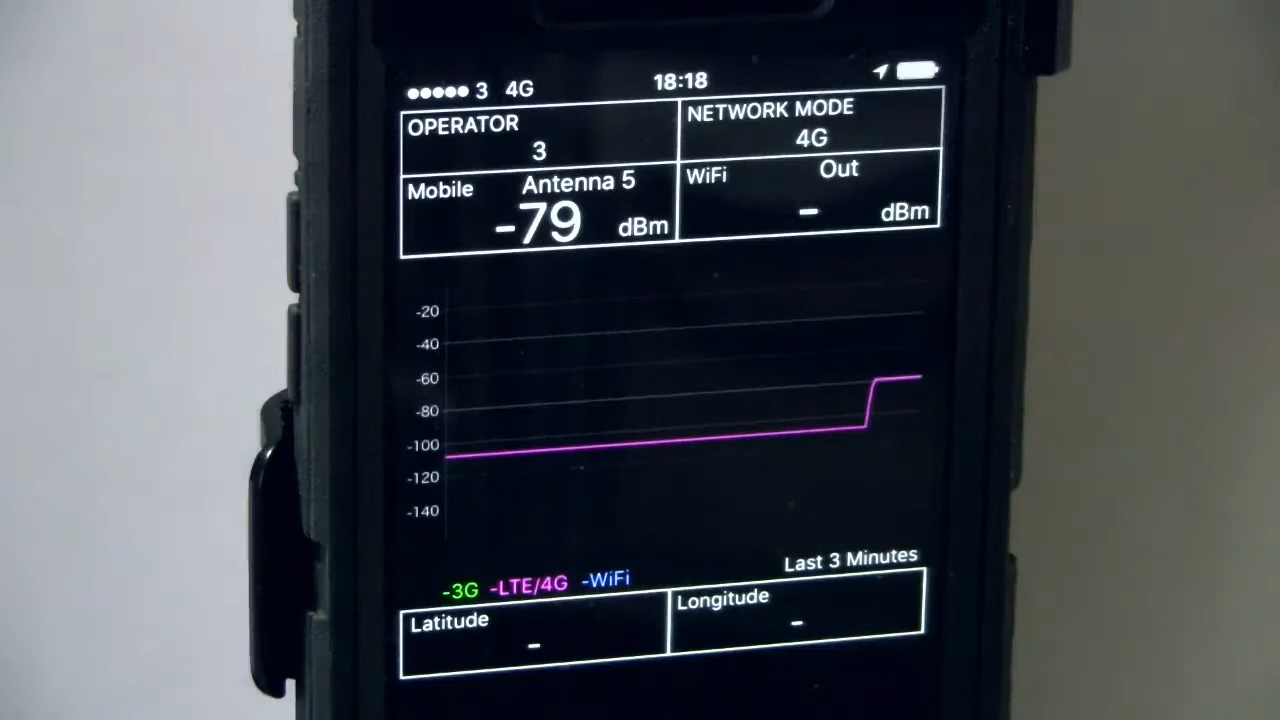 ●●●●● 3 4G 18:18
OPERATOR
3
NETWORK MODE
4G
Mobile Antenna 5
-79 dBm
WiFi Out
- dBm
-20
-40
-60
-80
-100
-120
-140
-3G -LTE/4G -WiFi
Last 3 Minutes
Latitude
-
Longitude
-